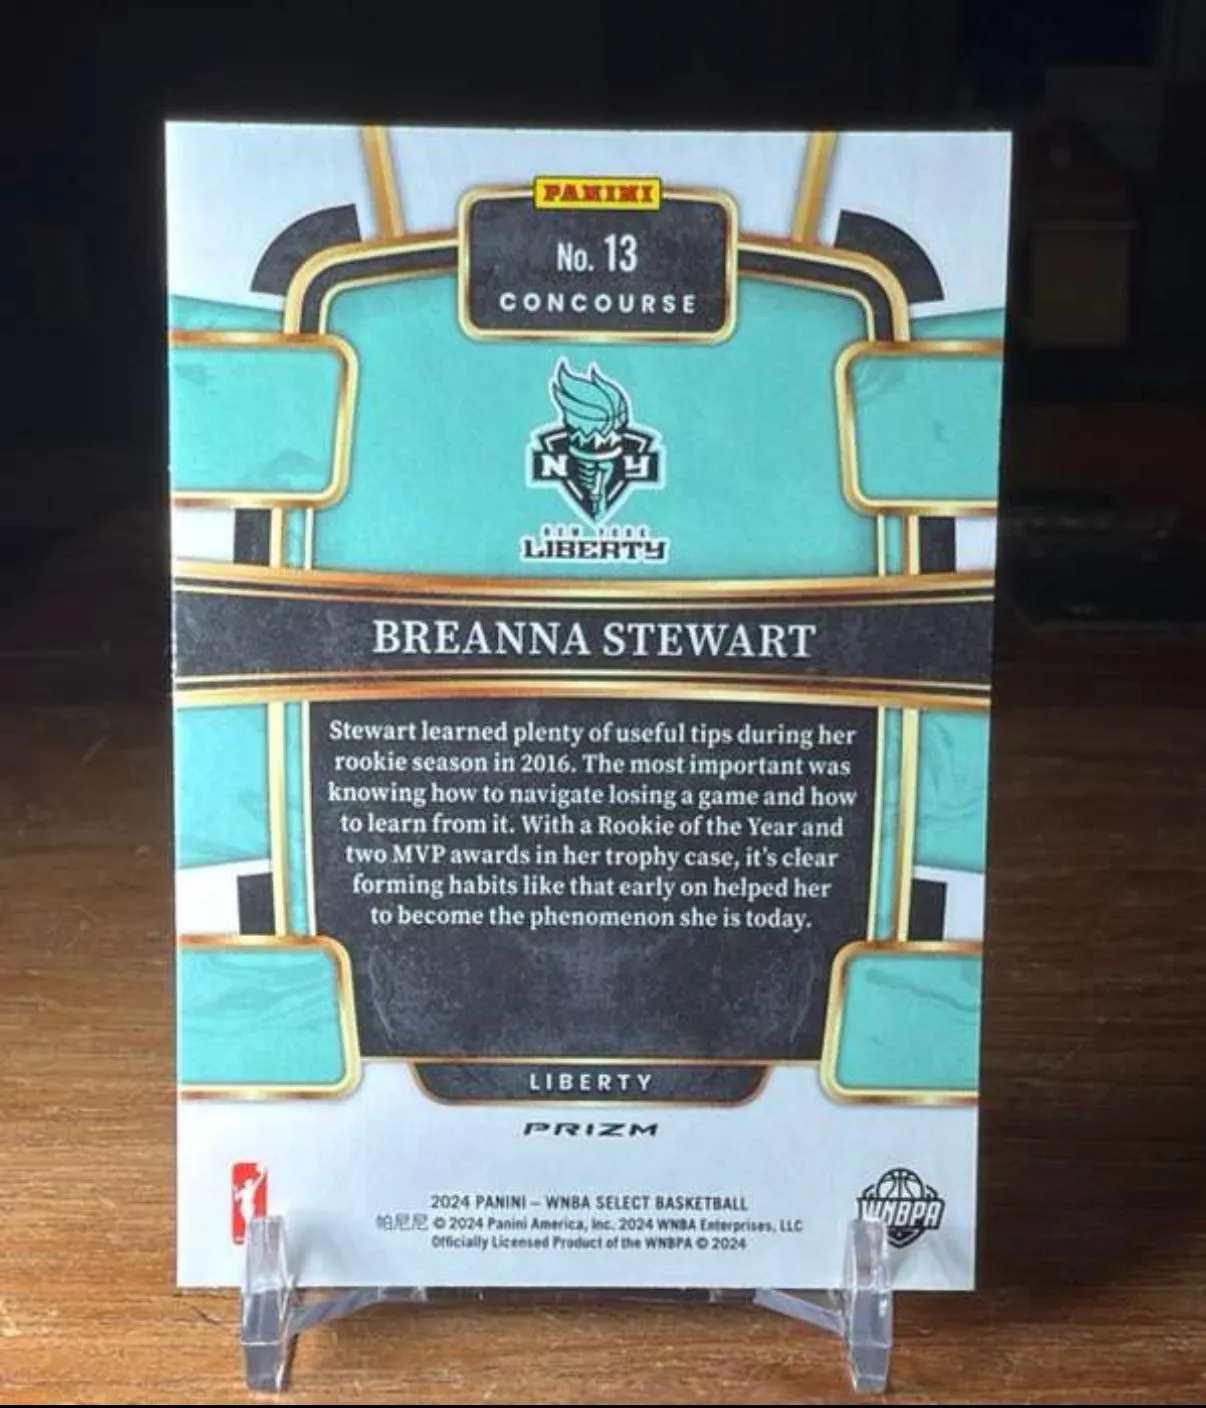 PANINI
No. 13
CONCOURSE
N Y
NEW YORK
LIBERTY
BREANNA STEWART
Stewart learned plenty of useful tips during her
rookie season in 2016. The most important was
knowing how to navigate losing a game and how
to learn from it. With a Rookie of the Year and
two MVP awards in her trophy case, it's clear
forming habits like that early on helped her
to become the phenomenon she is today.
LIBERTY
PRIZM
WNBPA
2024 PANINI – WNBA SELECT BASKETBALL
帕尼尼 © 2024 Panini America, Inc. 2024 WNBA Enterprises, LLC
Officially Licensed Product of the WNBPA © 2024